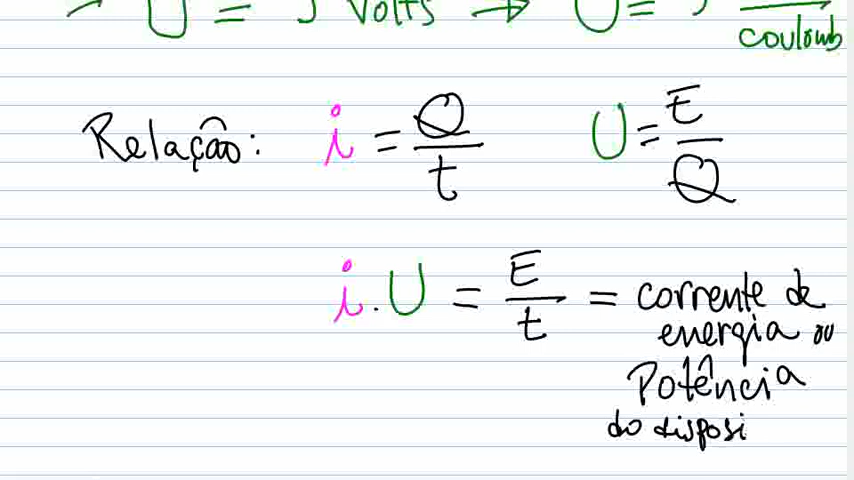 U = 5 Volts ⇒ U = 5
coulomb
Relação: i = Q/t U = E/Q
i . U = E/t = corrente de
energia ou
Potência
do disposi